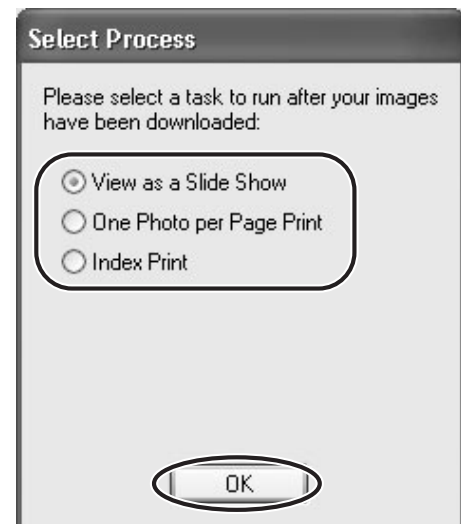 Select Process
Please select a task to run after your images
have been downloaded:
View as a Slide Show
One Photo per Page Print
Index Print
OK